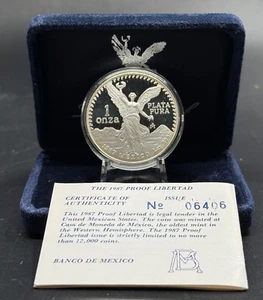 1
onza
PLATA
PURA
THE 1987 PROOF LIBERTAD
CERTIFICATE OF
AUTHENTICITY
ISSUE
No 06406
This 1987 Proof Libertad is legal tender in the
United Mexican States. The coin was minted at
Casa de Moneda de México, the oldest mint in
the Western Hemisphere. The 1987 Proof
Libertad issue is strictly limited to no more
than 12,000 coins.
BANCO DE MEXICO